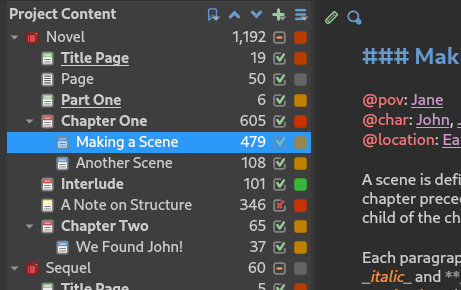 Project Content
Novel 1,192
Title Page 19
Page 50
Part One 6
Chapter One 605
Making a Scene 479
Another Scene 108
Interlude 101
A Note on Structure 346
Chapter Two 65
We Found John! 37
Sequel 60
Title Page 5
### Mak
@pov: Jane
@char: John, J
@location: Ea
A scene is defi
chapter prece
child of the ch
Each paragrap
_italic_ and **